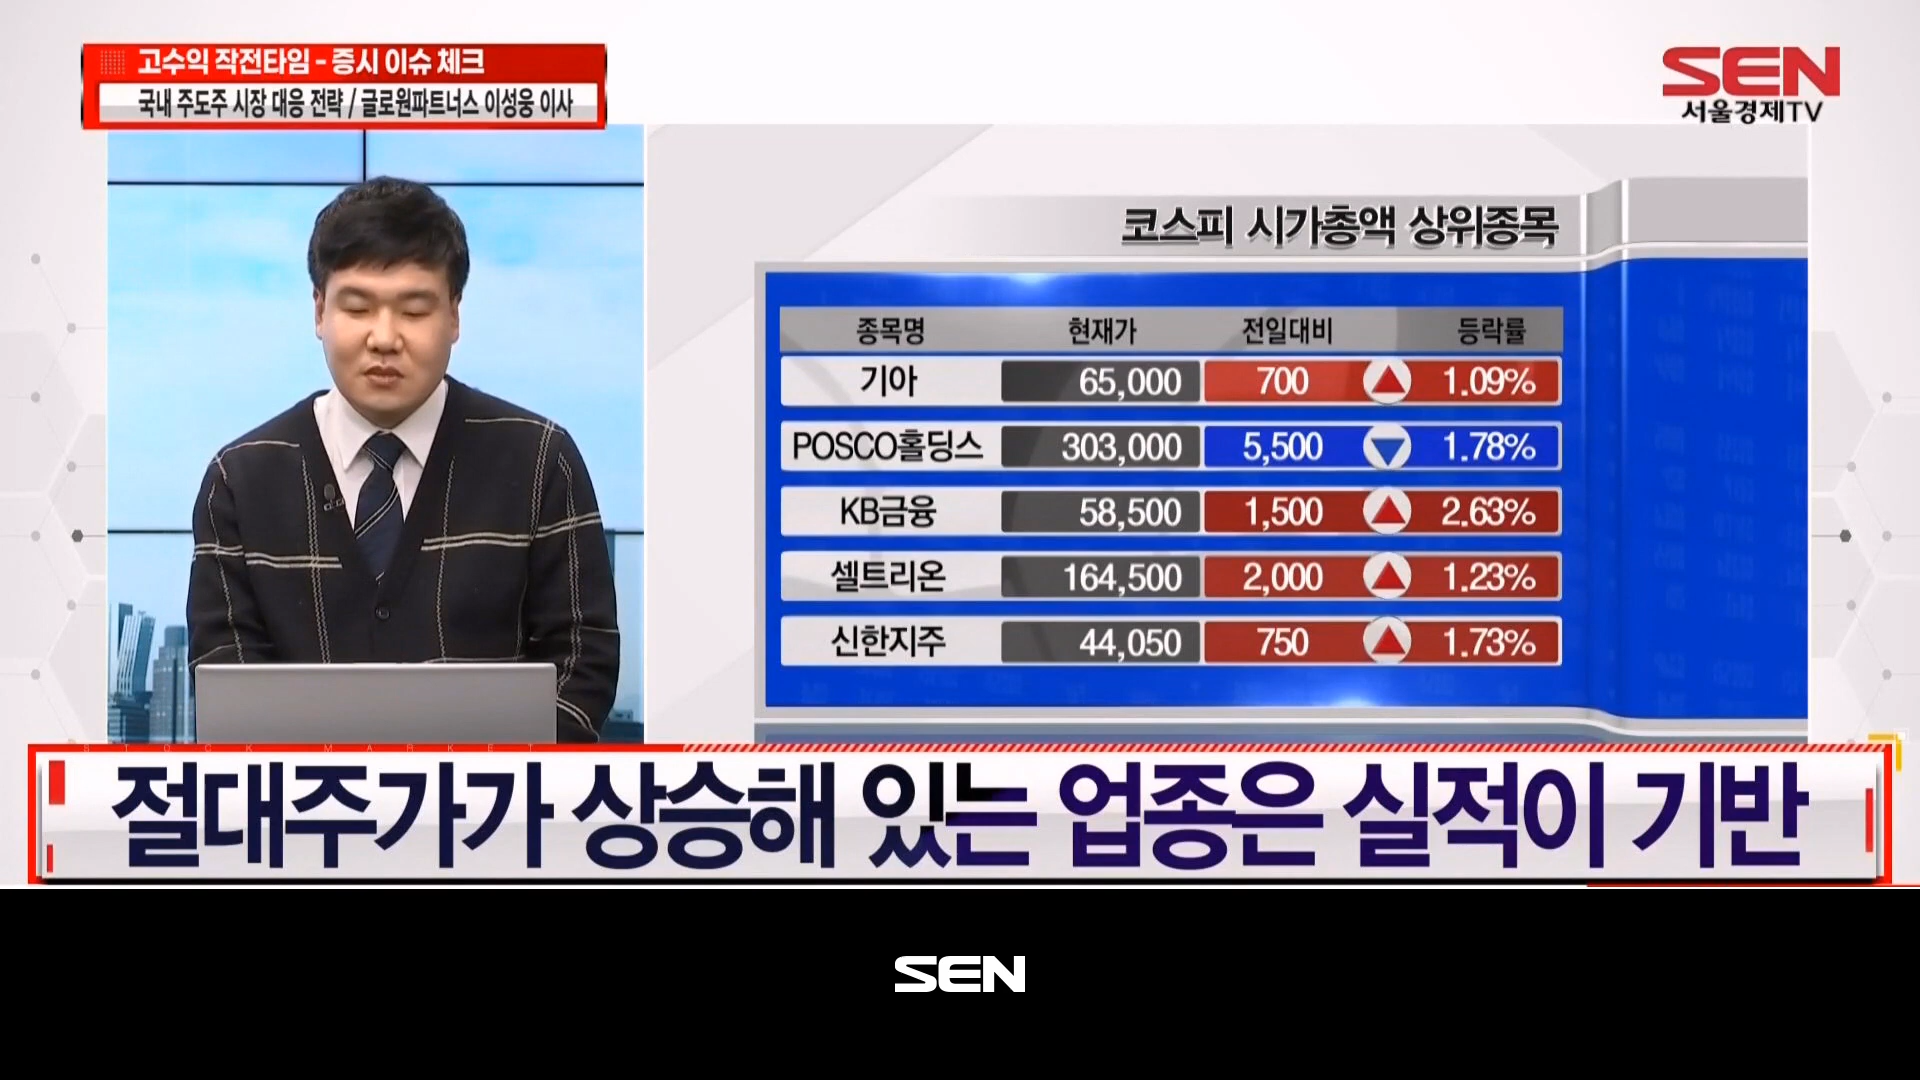 고수익 작전타임 - 증시 이슈 체크
국내 주도주 시장 대응 전략 / 글로원파트너스 이성웅 이사
SEN
서울경제TV
코스피 시가총액 상위종목
종목명 현재가 전일대비 등락률
기아 65,000 700 ▲ 1.09%
POSCO홀딩스 303,000 5,500 ▼ 1.78%
KB금융 58,500 1,500 ▲ 2.63%
셀트리온 164,500 2,000 ▲ 1.23%
신한지주 44,050 750 ▲ 1.73%
STOCK MARKET
절대주가가 상승해 있는 업종은 실적이 기반
SEN